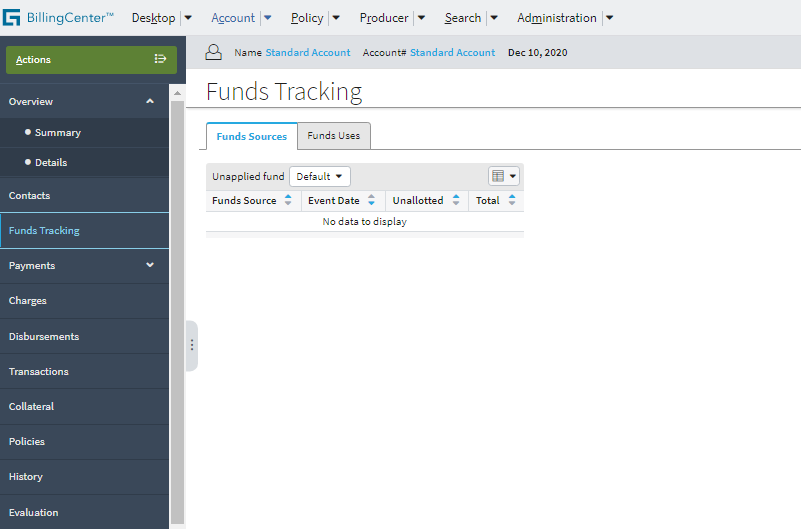 BillingCenter™ Desktop Account Policy Producer Search Administration
Actions
Name Standard Account Account# Standard Account Dec 10, 2020
Overview
Summary
Details
Contacts
Funds Tracking
Payments
Charges
Disbursements
Transactions
Collateral
Policies
History
Evaluation
Funds Tracking
Funds Sources Funds Uses
Unapplied fund Default
Funds Source Event Date Unallotted Total
No data to display